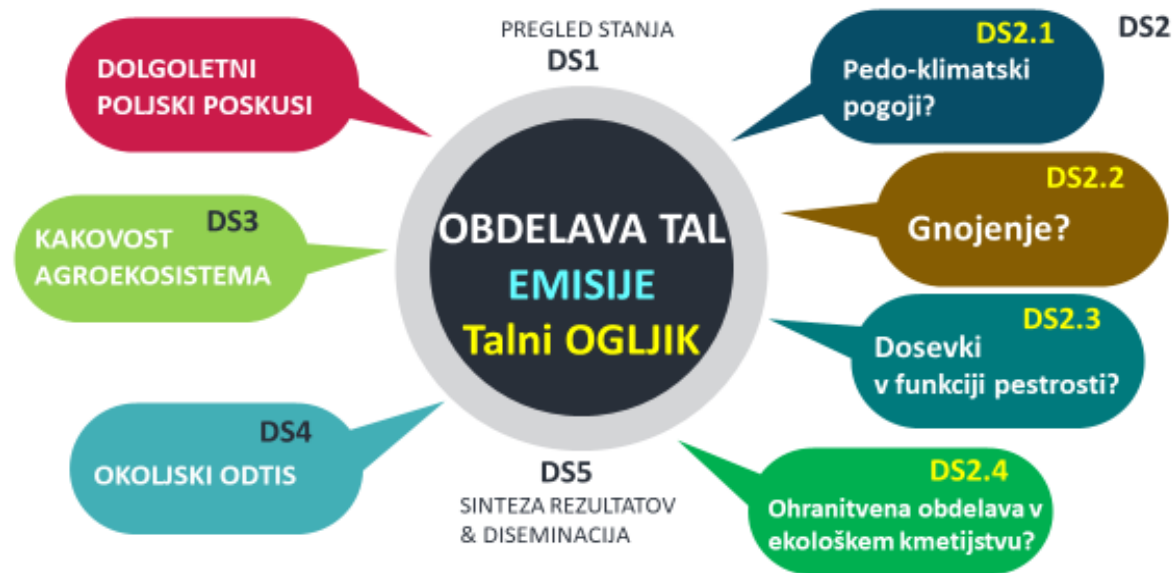 PREGLED STANJA
DS1
DS2
DOLGOLETNI
POLJSKI POSKUSI
DS2.1
Pedo-klimatski
pogoji?
DS2.2
Gnojenje?
DS3
KAKOVOST
AGROEKOSISTEMA
OBDELAVA TAL
EMISIJE
Talni OGLJIK
DS2.3
Dosevki
v funkciji pestrosti?
DS4
OKOLJSKI ODTIS
DS5
SINTEZA REZULTATOV
& DISEMINACIJA
DS2.4
Ohranitvena obdelava v
ekološkem kmetijstvu?